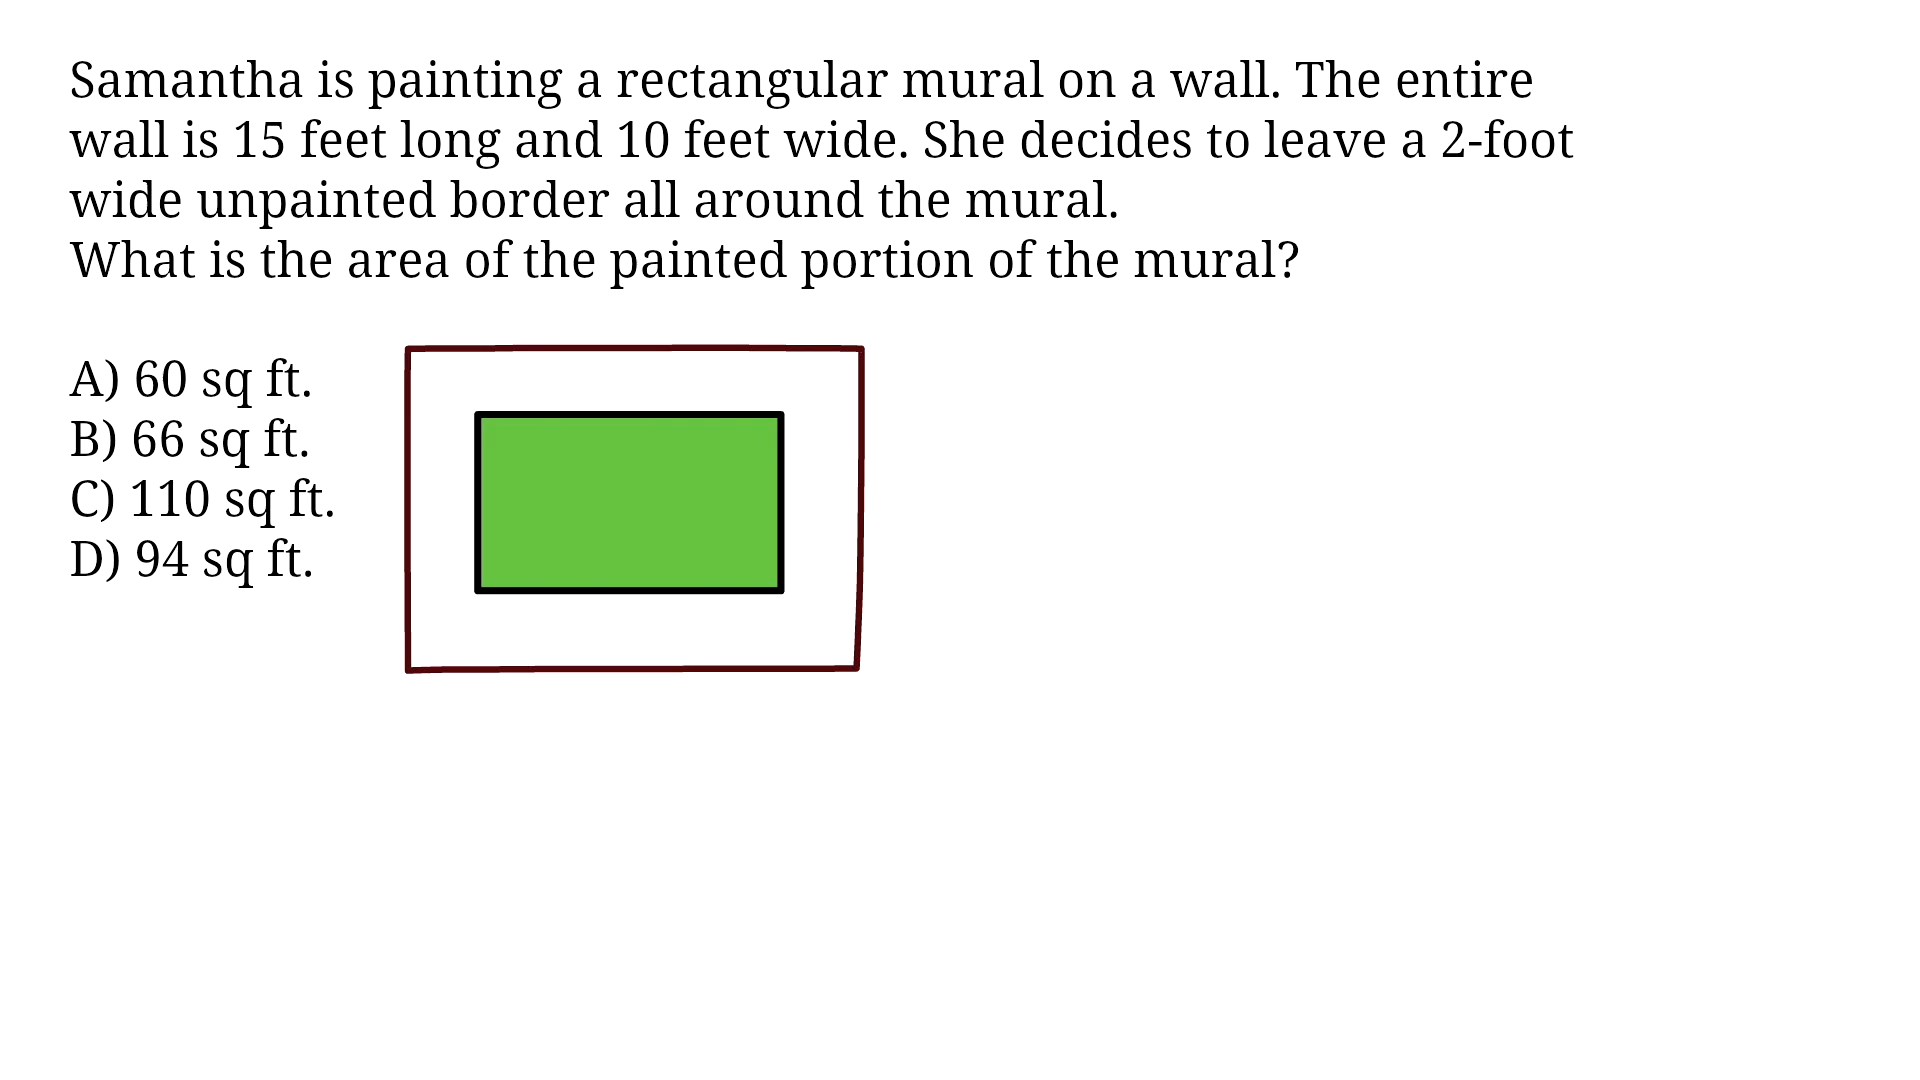 Samantha is painting a rectangular mural on a wall. The entire
wall is 15 feet long and 10 feet wide. She decides to leave a 2-foot
wide unpainted border all around the mural.
What is the area of the painted portion of the mural?
A) 60 sq ft.
B) 66 sq ft.
C) 110 sq ft.
D) 94 sq ft.